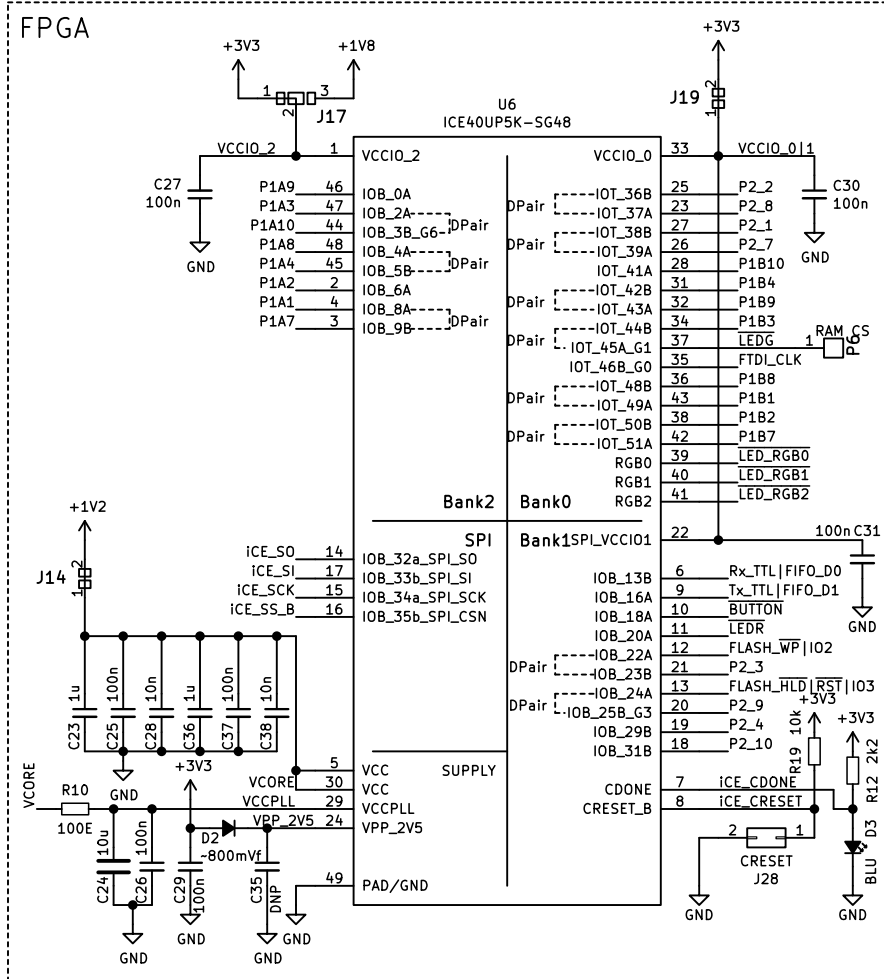 FPGA
+3V3
+1V8
+3V3
1
3
2
J17
J19
2
1
U6
ICE40UP5K-SG48
VCCIO_2
1
VCCIO_2
VCCIO_0
33
VCCIO_0|1
C27
100n
GND
C30
100n
GND
P1A9 46 IOB_0A
P1A3 47 IOB_2A
P1A10 44 IOB_3B_G6
DPair
P1A8 48 IOB_4A
P1A4 45 IOB_5B
DPair
P1A2 2 IOB_6A
P1A1 4 IOB_8A
P1A7 3 IOB_9B
DPair
DPair
IOT_36B 25 P2_2
IOT_37A 23 P2_8
DPair
IOT_38B 27 P2_1
IOT_39A 26 P2_7
IOT_41A 28 P1B10
DPair
IOT_42B 31 P1B4
IOT_43A 32 P1B9
DPair
IOT_44B 34 P1B3
IOT_45A_G1 37 LEDG
1
RAM_CS
P6
IOT_46B_G0 35 FTDI_CLK
DPair
IOT_48B 36 P1B8
IOT_49A 43 P1B1
DPair
IOT_50B 38 P1B2
IOT_51A 42 P1B7
RGB0 39 LED_RGB0
RGB1 40 LED_RGB1
RGB2 41 LED_RGB2
Bank2
Bank0
SPI
Bank1
SPI_VCCIO1 22
100n C31
GND
+1V2
J14
2
1
iCE_SO 14 IOB_32a_SPI_SO
iCE_SI 17 IOB_33b_SPI_SI
iCE_SCK 15 IOB_34a_SPI_SCK
iCE_SS_B 16 IOB_35b_SPI_CSN
IOB_13B 6 Rx_TTL|FIFO_D0
IOB_16A 9 Tx_TTL|FIFO_D1
IOB_18A 10 BUTTON
IOB_20A 11 LEDR
DPair
IOB_22A 12 FLASH_WP|IO2
IOB_23B 21 P2_3
DPair
IOB_24A 13 FLASH_HLD|RST|IO3
IOB_25B_G3 20 P2_9
IOB_29B 19 P2_4
IOB_31B 18 P2_10
C23 1u
C25 100n
C28 10n
C36 1u
C37 100n
C38 10n
GND
+3V3
R19 10k
+3V3
R12 2k2
SUPPLY
5 VCC
VCORE 30 VCC
VCCPLL 29 VCCPLL
VPP_2V5 24 VPP_2V5
49 PAD/GND
CDONE 7 iCE_CDONE
CRESET_B 8 iCE_CRESET
VCORE
R10
100E
+3V3
D2
~800mVf
C24 10u
C26 100n
C29 100n
C35 DNP
GND
GND
GND
GND
2
1
CRESET
J28
GND
BLU D3
GND